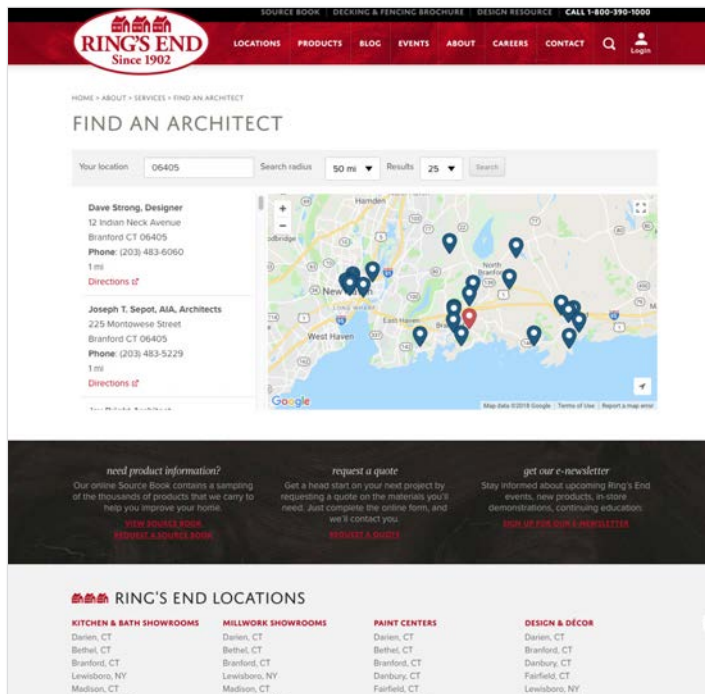 SOURCE BOOK | DECKING & FENCING BROCHURE | DESIGN RESOURCE | CALL 1-800-390-1000
RING'S END
Since 1902
LOCATIONS PRODUCTS BLOG EVENTS ABOUT CAREERS CONTACT
Login
HOME > ABOUT > SERVICES > FIND AN ARCHITECT
FIND AN ARCHITECT
Your location 06405 Search radius 50 mi Results 25 Search
Dave Strong, Designer
12 Indian Neck Avenue
Branford CT 06405
Phone: (203) 483-6060
1 mi
Directions
Joseph T. Sepot, AIA, Architects
225 Montowese Street
Branford CT 06405
Phone: (203) 483-5229
1 mi
Directions
Hamden
North
New
LONG WHARF
East Haven
West Haven
Google
Map data ©2018 Google Terms of Use Report a map error
need product information?
Our online Source Book contains a sampling
of the thousands of products that we carry to
help you improve your home.
VIEW SOURCE BOOK
REQUEST A SOURCE BOOK
request a quote
Get a head start on your next project by
requesting a quote on the materials you'll
need. Just complete the online form, and
we'll contact you.
REQUEST A QUOTE
get our e-newsletter
Stay informed about upcoming Ring's End
events, new products, in-store
demonstrations, continuing education.
SIGN UP FOR OUR E-NEWSLETTER
RING'S END LOCATIONS
KITCHEN & BATH SHOWROOMS
Darien, CT
Bethel, CT
Branford, CT
Lewisboro, NY
Madison, CT
MILLWORK SHOWROOMS
Darien, CT
Bethel, CT
Branford, CT
Lewisboro, NY
Madison, CT
PAINT CENTERS
Darien, CT
Bethel, CT
Branford, CT
Danbury, CT
Fairfield, CT
DESIGN & DÉCOR
Darien, CT
Branford, CT
Danbury, CT
Fairfield, CT
Lewisboro, NY